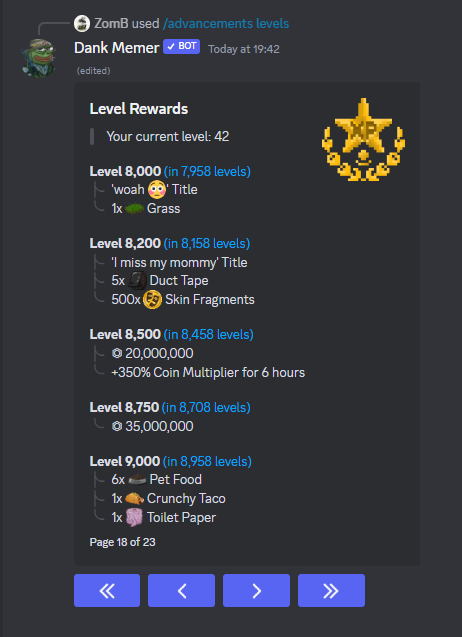 ZomB used /advancements levels
Dank Memer ✓ BOT Today at 19:42
(edited)
Level Rewards
Your current level: 42
XP
Level 8,000 (in 7,958 levels)
'woah 😳' Title
1x Grass
Level 8,200 (in 8,158 levels)
'I miss my mommy' Title
5x Duct Tape
500x Skin Fragments
Level 8,500 (in 8,458 levels)
⏣ 20,000,000
+350% Coin Multiplier for 6 hours
Level 8,750 (in 8,708 levels)
⏣ 35,000,000
Level 9,000 (in 8,958 levels)
6x Pet Food
1x Crunchy Taco
1x Toilet Paper
Page 18 of 23